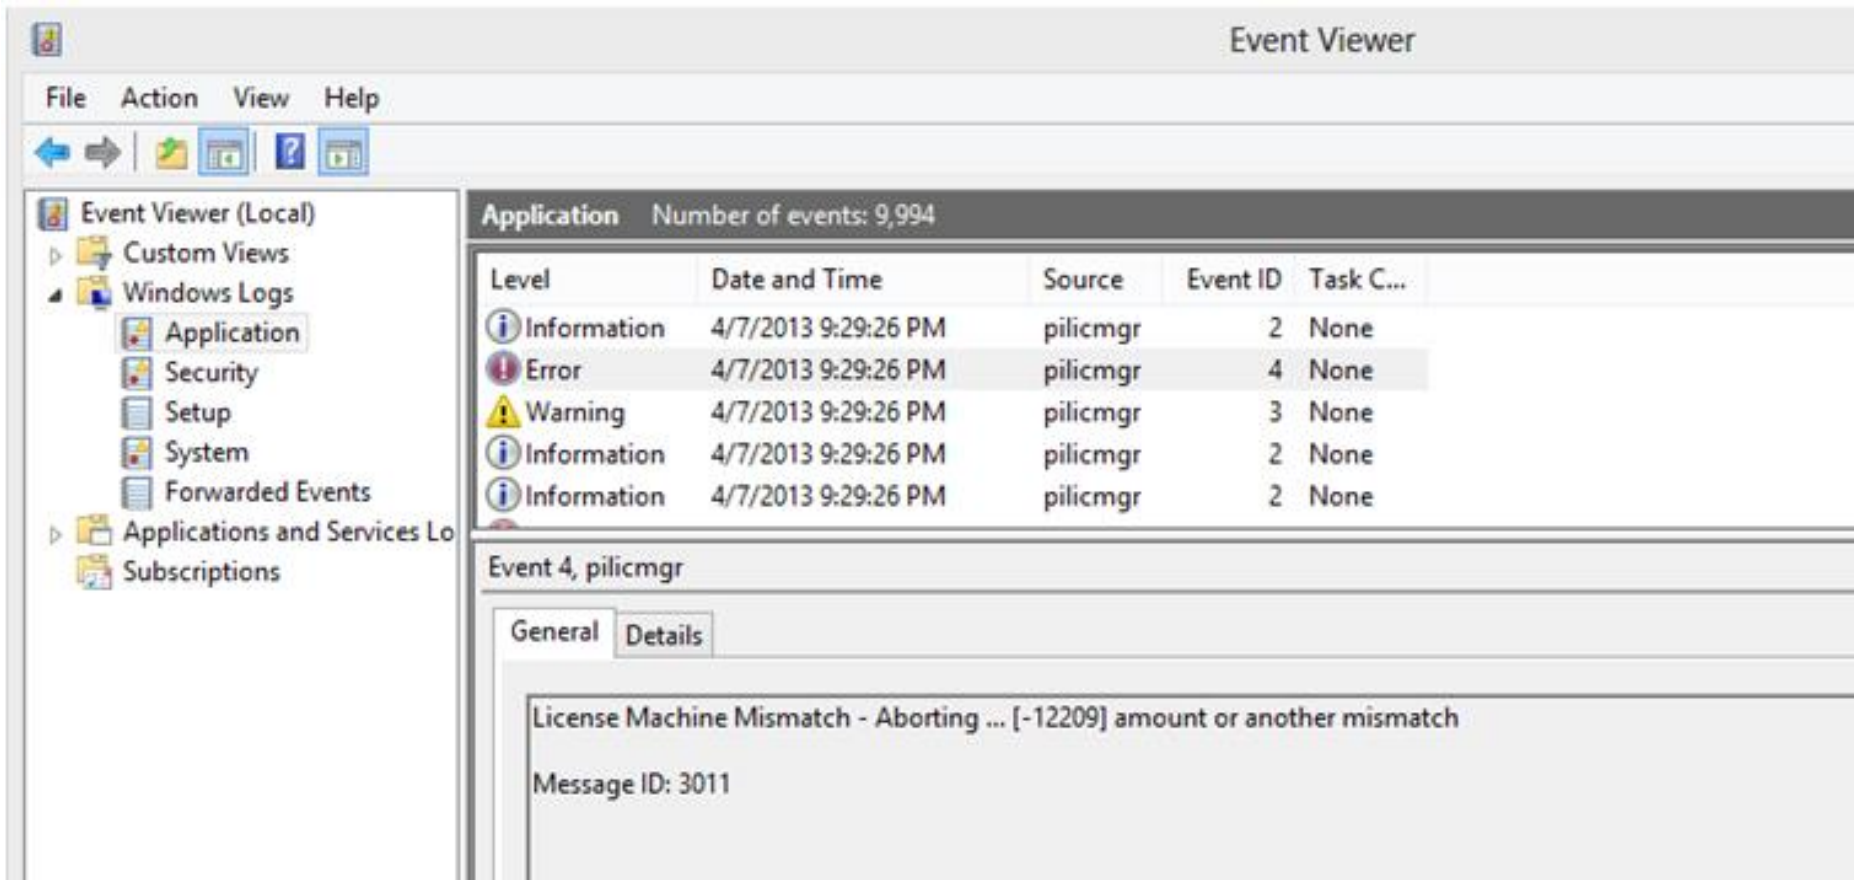 Event Viewer
File Action View Help
Event Viewer (Local)
Custom Views
Windows Logs
Application
Security
Setup
System
Forwarded Events
Applications and Services Lo
Subscriptions
Application Number of events: 9,994
Level Date and Time Source Event ID Task C...
Information 4/7/2013 9:29:26 PM pilicmgr 2 None
Error 4/7/2013 9:29:26 PM pilicmgr 4 None
Warning 4/7/2013 9:29:26 PM pilicmgr 3 None
Information 4/7/2013 9:29:26 PM pilicmgr 2 None
Information 4/7/2013 9:29:26 PM pilicmgr 2 None
Event 4, pilicmgr
General Details
License Machine Mismatch - Aborting ... [-12209] amount or another mismatch
Message ID: 3011